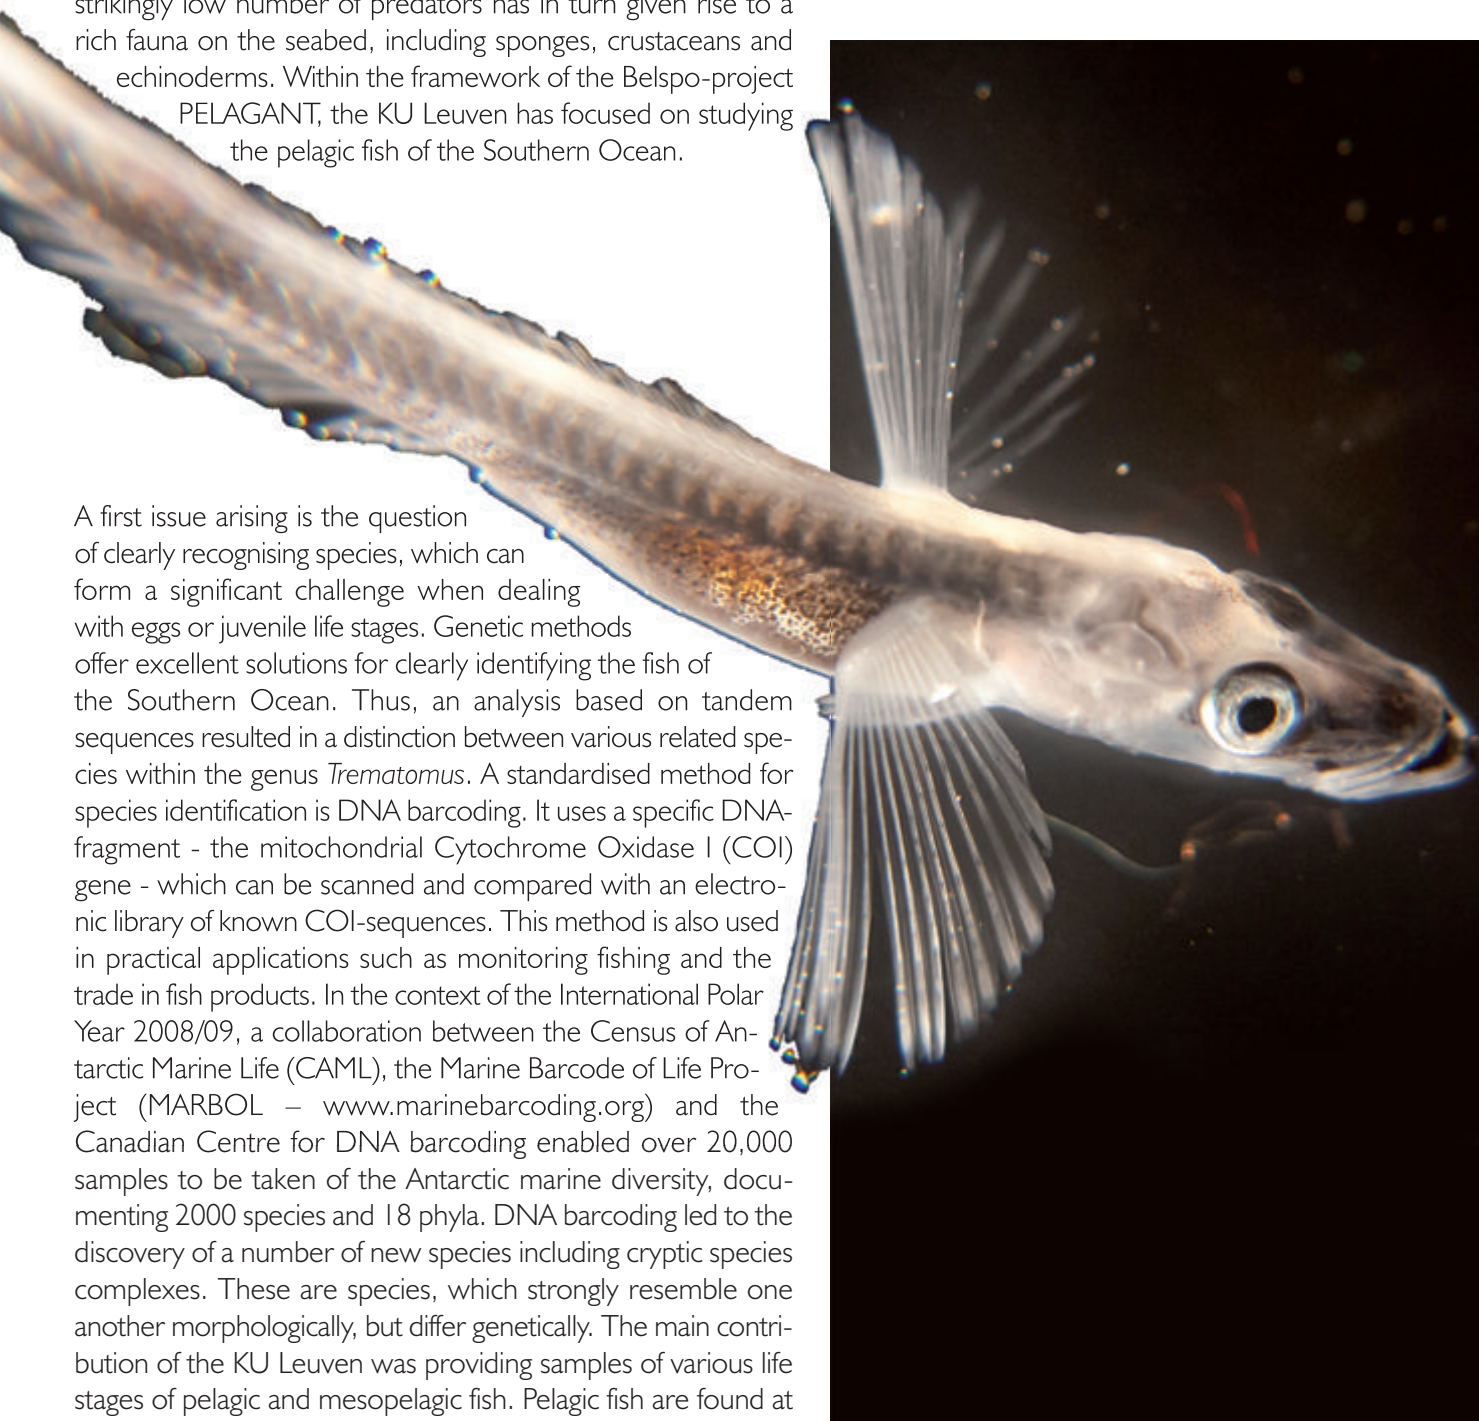 strikingly low number of predators has in turn given rise to a
rich fauna on the seabed, including sponges, crustaceans and
echinoderms. Within the framework of the Belspo-project
PELAGANT, the KU Leuven has focused on studying
the pelagic fish of the Southern Ocean.
A first issue arising is the question
of clearly recognising species, which can
form a significant challenge when dealing
with eggs or juvenile life stages. Genetic methods
offer excellent solutions for clearly identifying the fish of
the Southern Ocean. Thus, an analysis based on tandem
sequences resulted in a distinction between various related spe-
cies within the genus Trematomus. A standardised method for
species identification is DNA barcoding. It uses a specific DNA-
fragment - the mitochondrial Cytochrome Oxidase I (COI)
gene - which can be scanned and compared with an electro-
nic library of known COI-sequences. This method is also used
in practical applications such as monitoring fishing and the
trade in fish products. In the context of the International Polar
Year 2008/09, a collaboration between the Census of An-
tarctic Marine Life (CAML), the Marine Barcode of Life Pro-
ject (MARBOL – www.marinebarcoding.org) and the
Canadian Centre for DNA barcoding enabled over 20,000
samples to be taken of the Antarctic marine diversity, docu-
menting 2000 species and 18 phyla. DNA barcoding led to the
discovery of a number of new species including cryptic species
complexes. These are species, which strongly resemble one
another morphologically, but differ genetically. The main contri-
bution of the KU Leuven was providing samples of various life
stages of pelagic and mesopelagic fish. Pelagic fish are found at